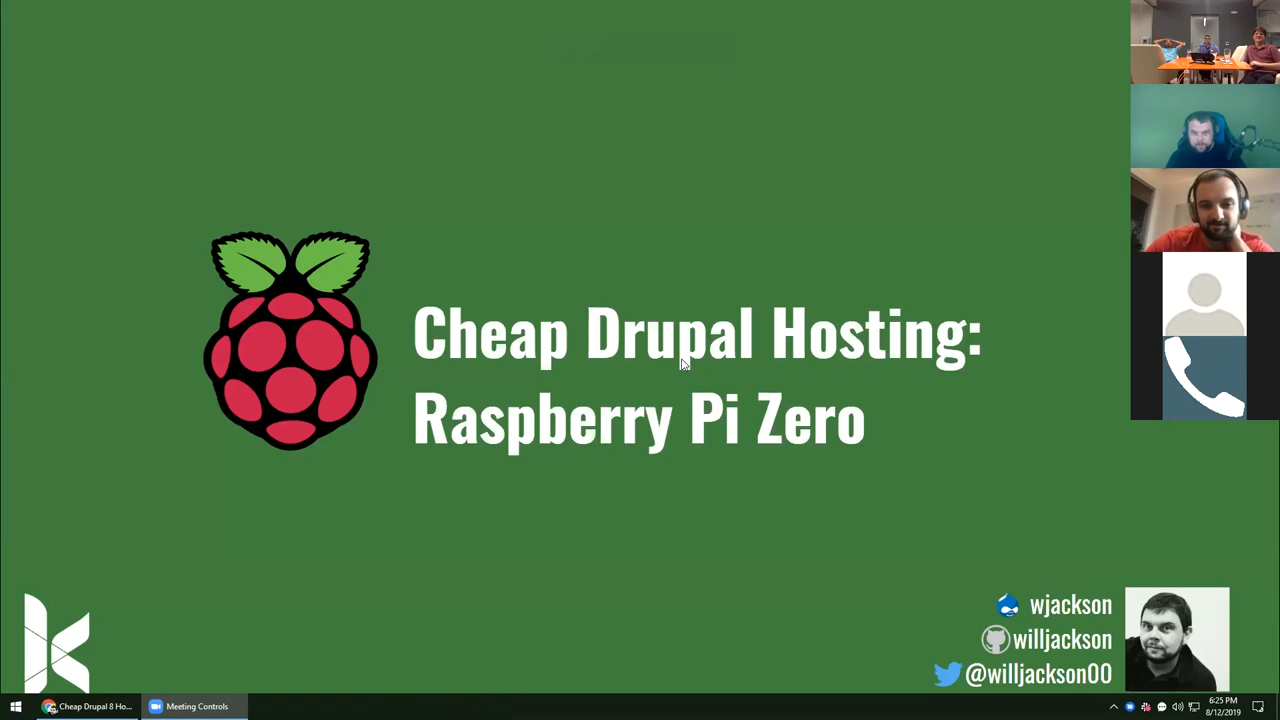 Cheap Drupal Hosting:
Raspberry Pi Zero
wjackson
willjackson
@willjackson00
Cheap Drupal 8 Ho...
Meeting Controls
6:25 PM
8/12/2019